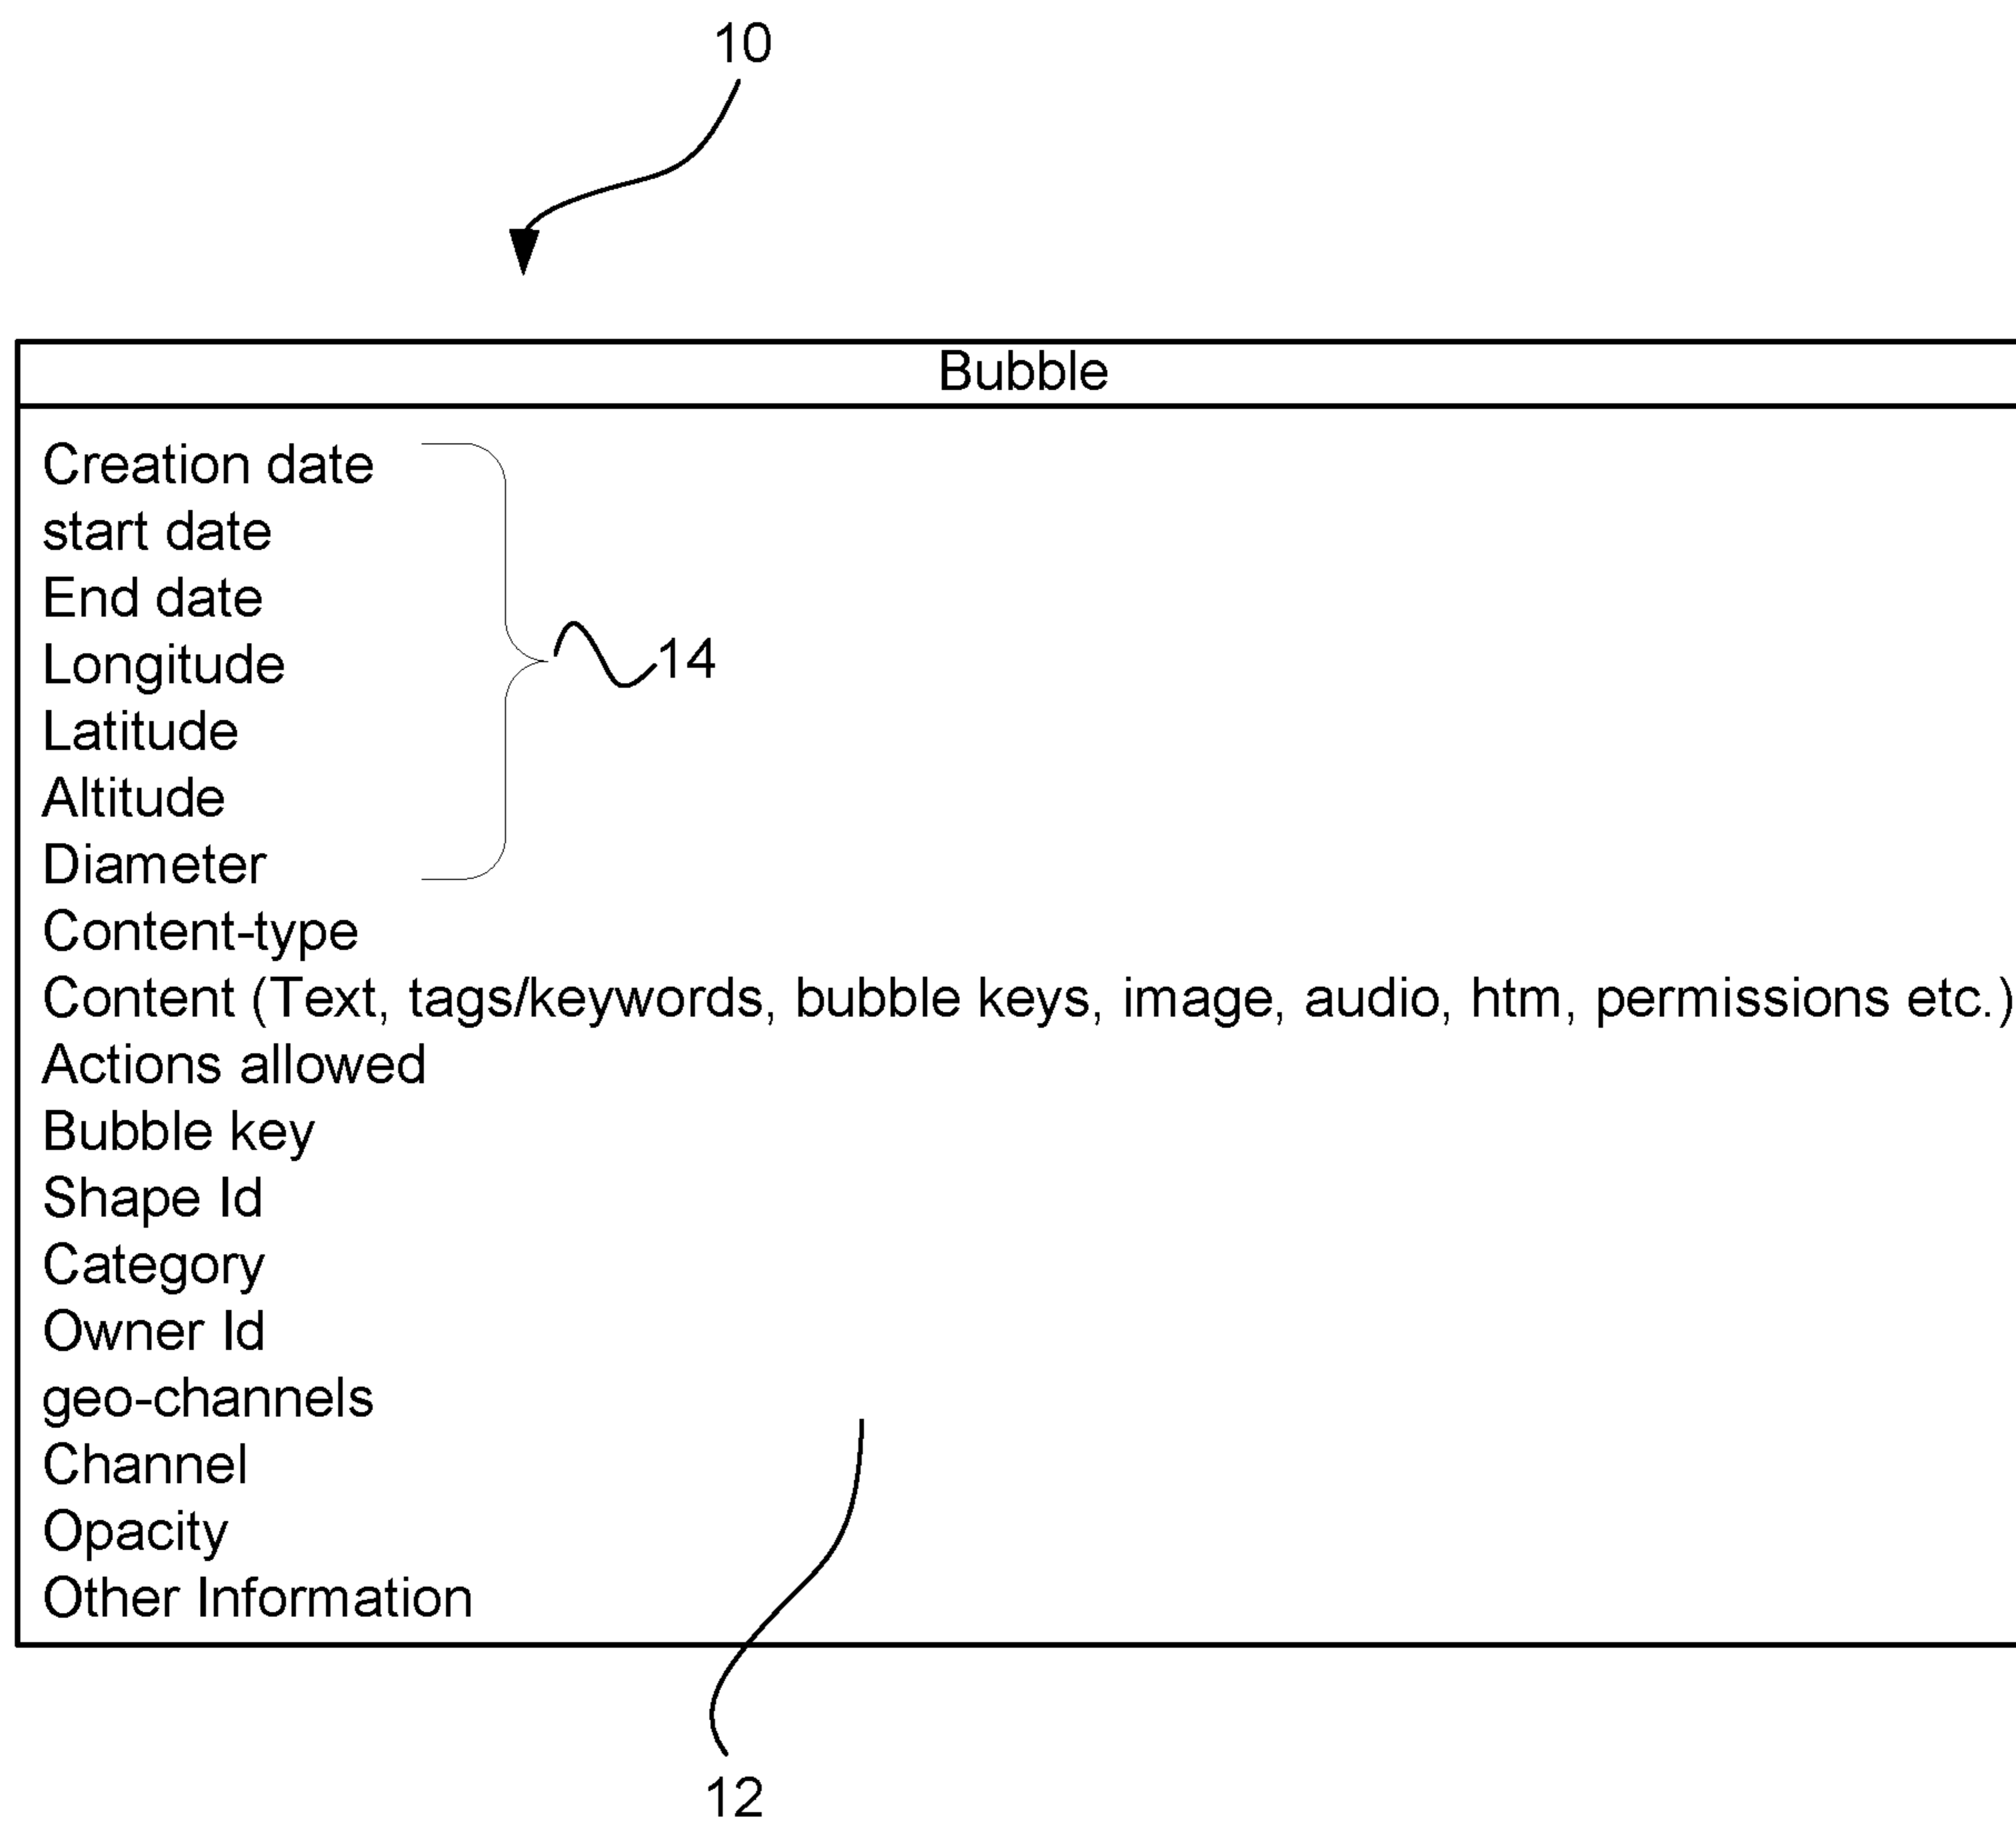 10
Bubble
Creation date
start date
End date
Longitude
14
Latitude
Altitude
Diameter
Content-type
Content (Text, tags/keywords, bubble keys, image, audio, htm, permissions etc.)
Actions allowed
Bubble key
Shape Id
Category
Owner Id
geo-channels
Channel
Opacity
Other Information
12